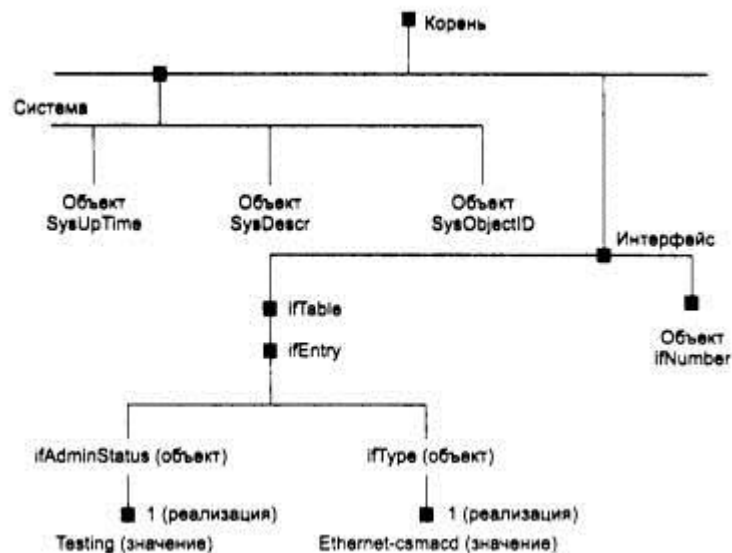 Корень
Система
Объект
SysUpTime
Объект
SysDescr
Объект
SysObjectID
Интерфейс
ifTable
ifEntry
Объект
ifNumber
ifAdminStatus (объект)
ifType (объект)
1 (реализация)
1 (реализация)
Testing (значение)
Ethernet-csmacd (значение)